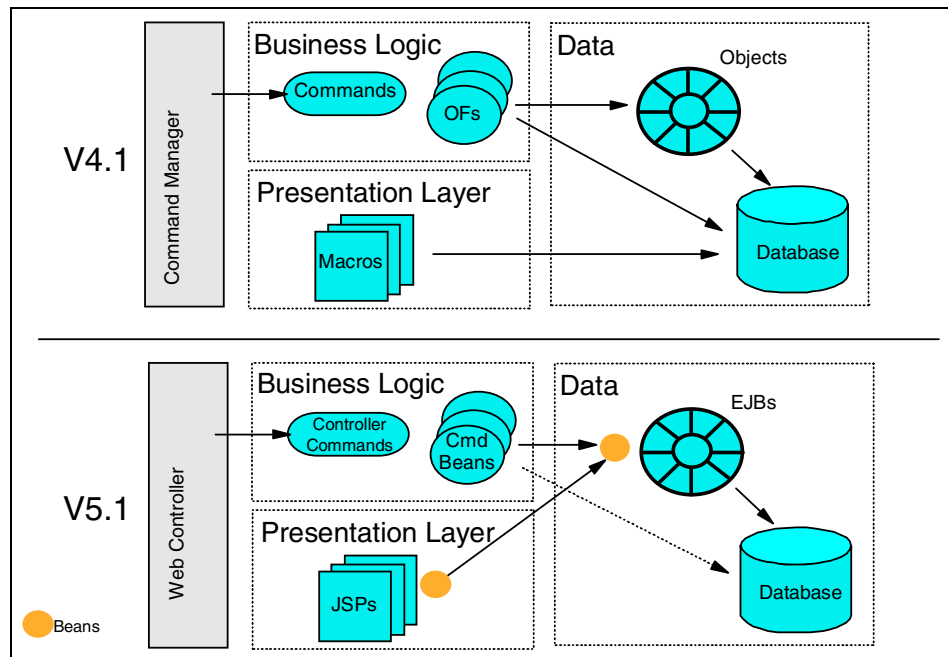 V4.1
Command Manager
Business Logic
Commands
OFs
Presentation Layer
Macros
Data
Objects
Database
V5.1
Web Controller
Business Logic
Controller
Commands
Cmd
Beans
Presentation Layer
JSPs
Data
EJBs
Database
Beans